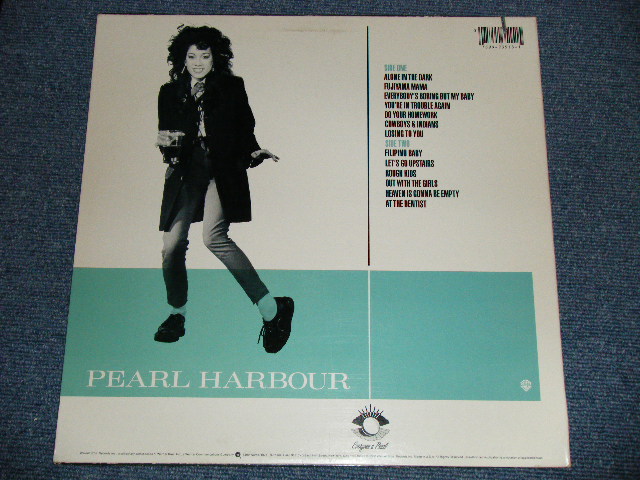 SIDE ONE
ALONE IN THE DARK
FUJIYAMA MAMA
EVERYBODY'S BORING BUT MY BABY
YOU'RE IN TROUBLE AGAIN
DO YOUR HOMEWORK
COWBOYS & INDIANS
LOSING TO YOU
SIDE TWO
FILIPINO BABY
LET'S GO UPSTAIRS
ROUGH KIDS
OUT WITH THE GIRLS
HEAVEN IS GONNA BE EMPTY
AT THE DENTIST
PEARL HARBOUR